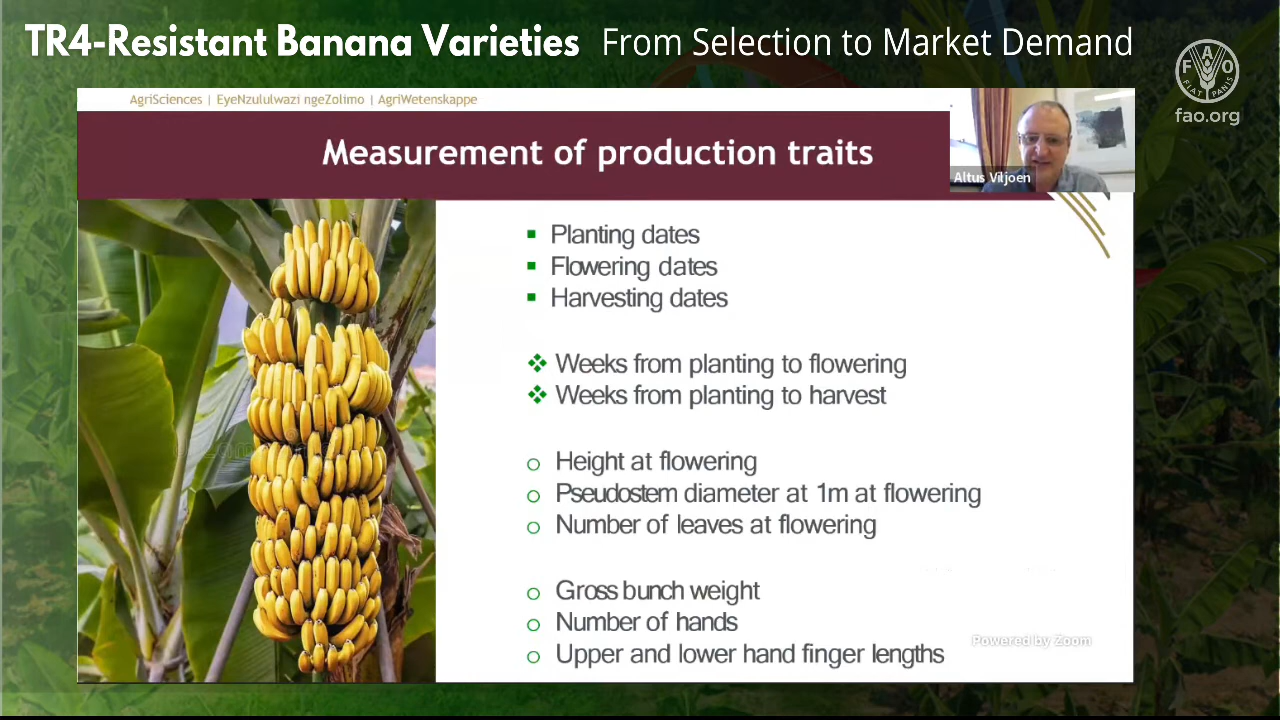 TR4-Resistant Banana Varieties From Selection to Market Demand
F A O
FIAT PANIS
fao.org
AgriSciences | EyeNzululwazi ngeZolimo | AgriWetenskappe
Measurement of production traits
Altus Viljoen
Planting dates
Flowering dates
Harvesting dates
Weeks from planting to flowering
Weeks from planting to harvest
Height at flowering
Pseudostem diameter at 1m at flowering
Number of leaves at flowering
Gross bunch weight
Number of hands
Upper and lower hand finger lengths
Powered by Zoom